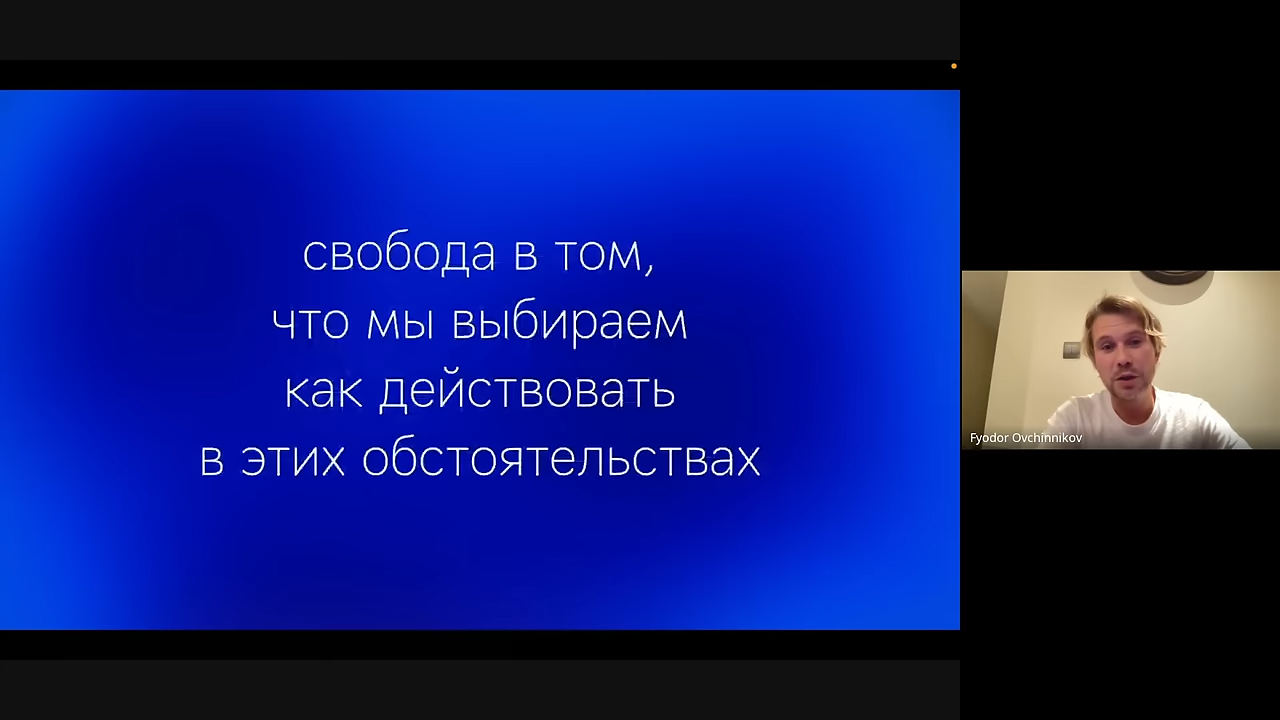 свобода в том,
что мы выбираем
как действовать
в этих обстоятельствах
Fyodor Ovchinnikov